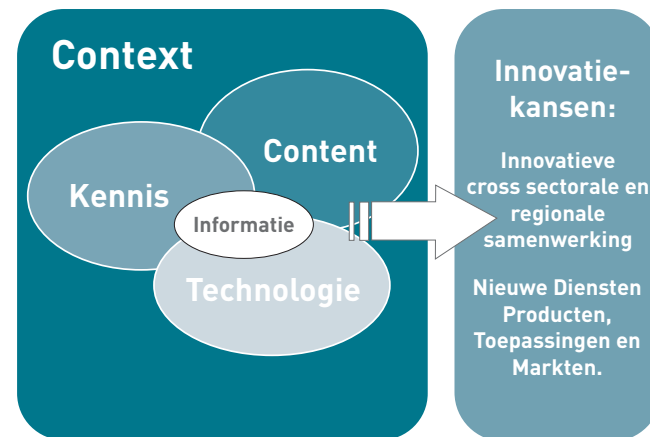 Context
Content
Kennis
Informatie
Technologie
Innovatie-
kansen:
Innovatieve
cross sectorale en
regionale
samenwerking
Nieuwe Diensten
Producten,
Toepassingen en
Markten.